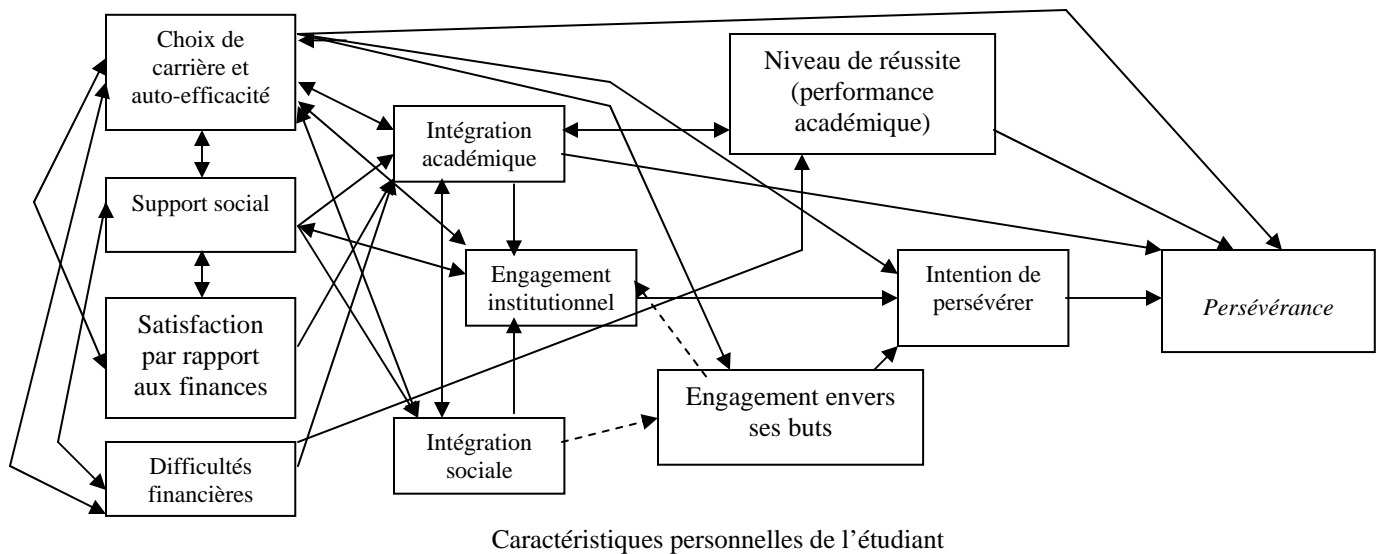 Choix de
carrière et
auto-efficacité
Support social
Satisfaction
par rapport
aux finances
Difficultés
financières
Intégration
académique
Engagement
institutionnel
Intégration
sociale
Niveau de réussite
(performance
académique)
Engagement envers
ses buts
Intention de
persévérer
Persévérance
Caractéristiques personnelles de l’étudiant